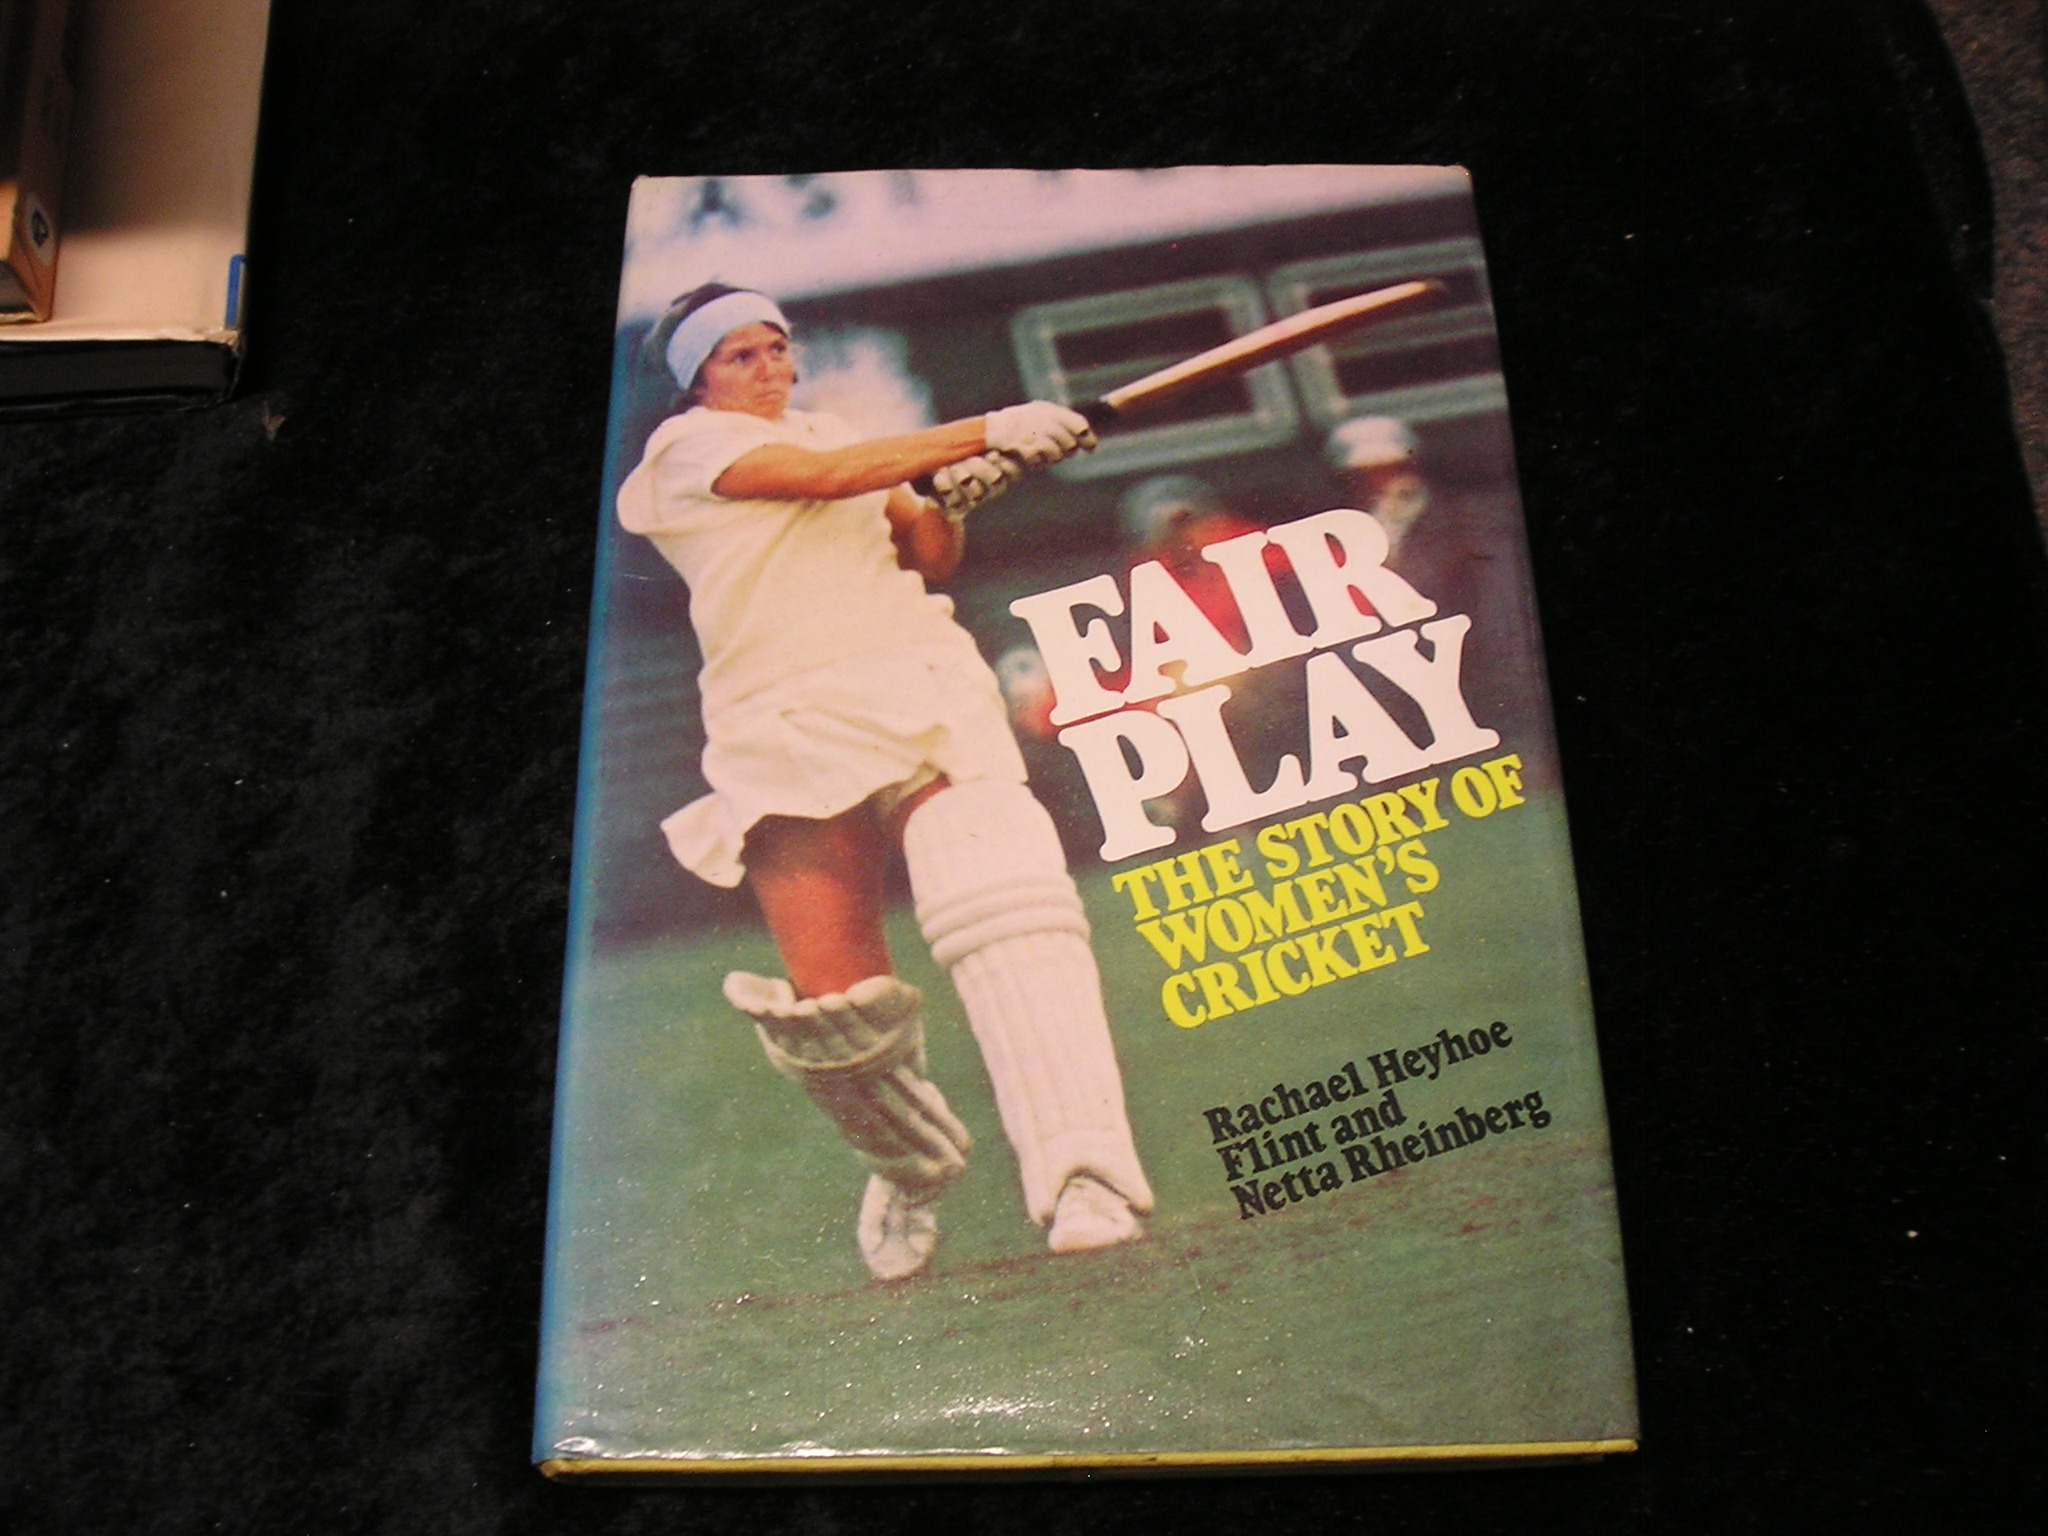 FAIR
PLAY
THE STORY OF
WOMEN'S
CRICKET
Rachael Heyhoe
Flint and
Netta Rheinberg